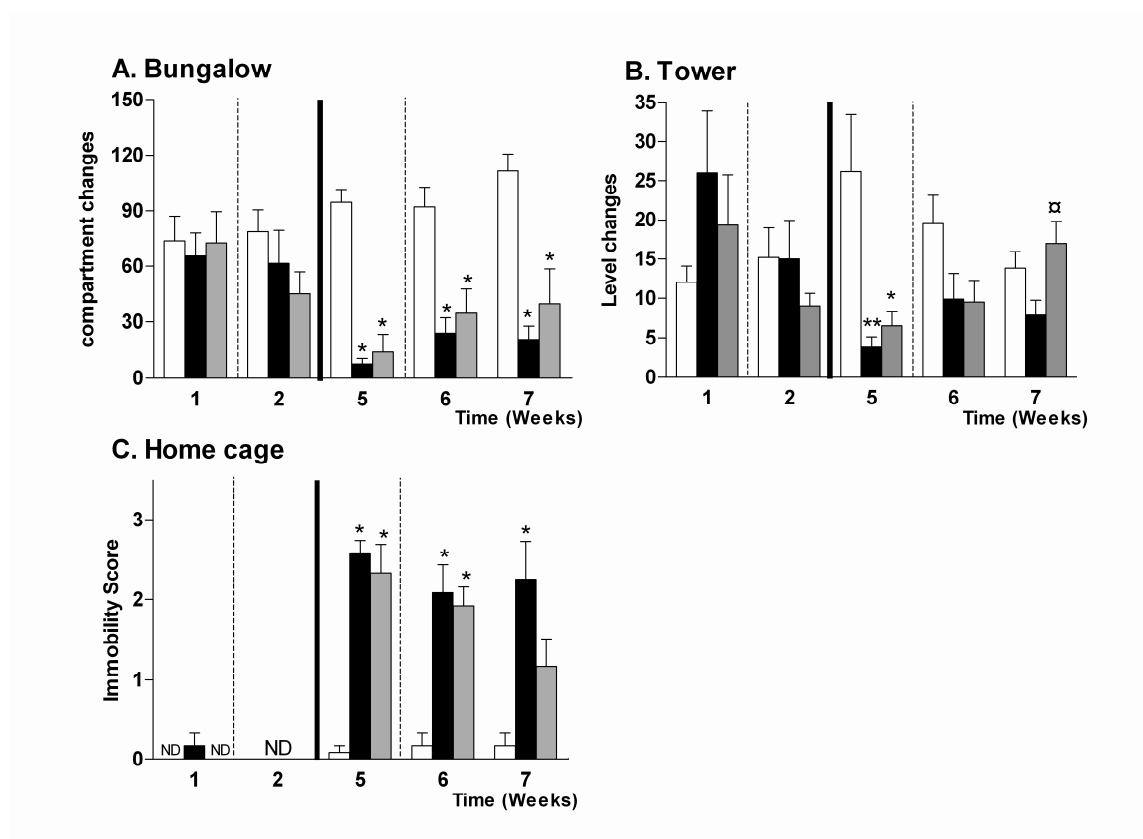 A. Bungalow
compartment changes
150
120
90
60
30
0
* * * * * *
1 2 5 6 7
Time (Weeks)
B. Tower
Level changes
35
30
25
20
15
10
5
0
** * ¤
1 2 5 6 7
Time (Weeks)
C. Home cage
Immobility Score
3
2
1
0
* * * * *
ND ND ND
1 2 5 6 7
Time (Weeks)